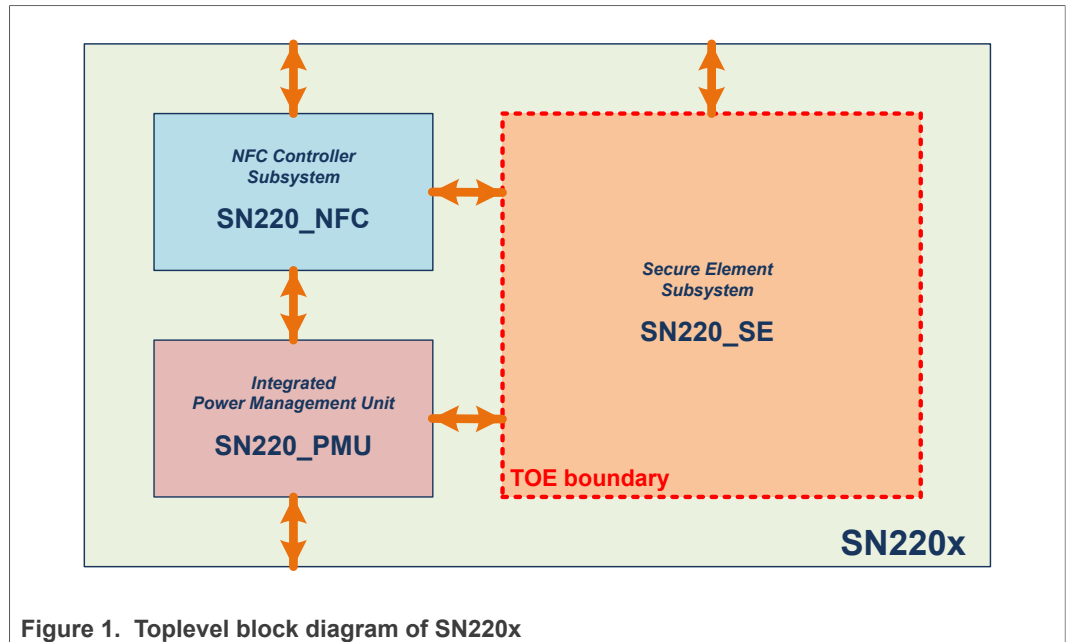 NFC Controller
Subsystem
SN220_NFC
Secure Element
Subsystem
SN220_SE
Integrated
Power Management Unit
SN220_PMU
TOE boundary
SN220x
Figure 1. Toplevel block diagram of SN220x